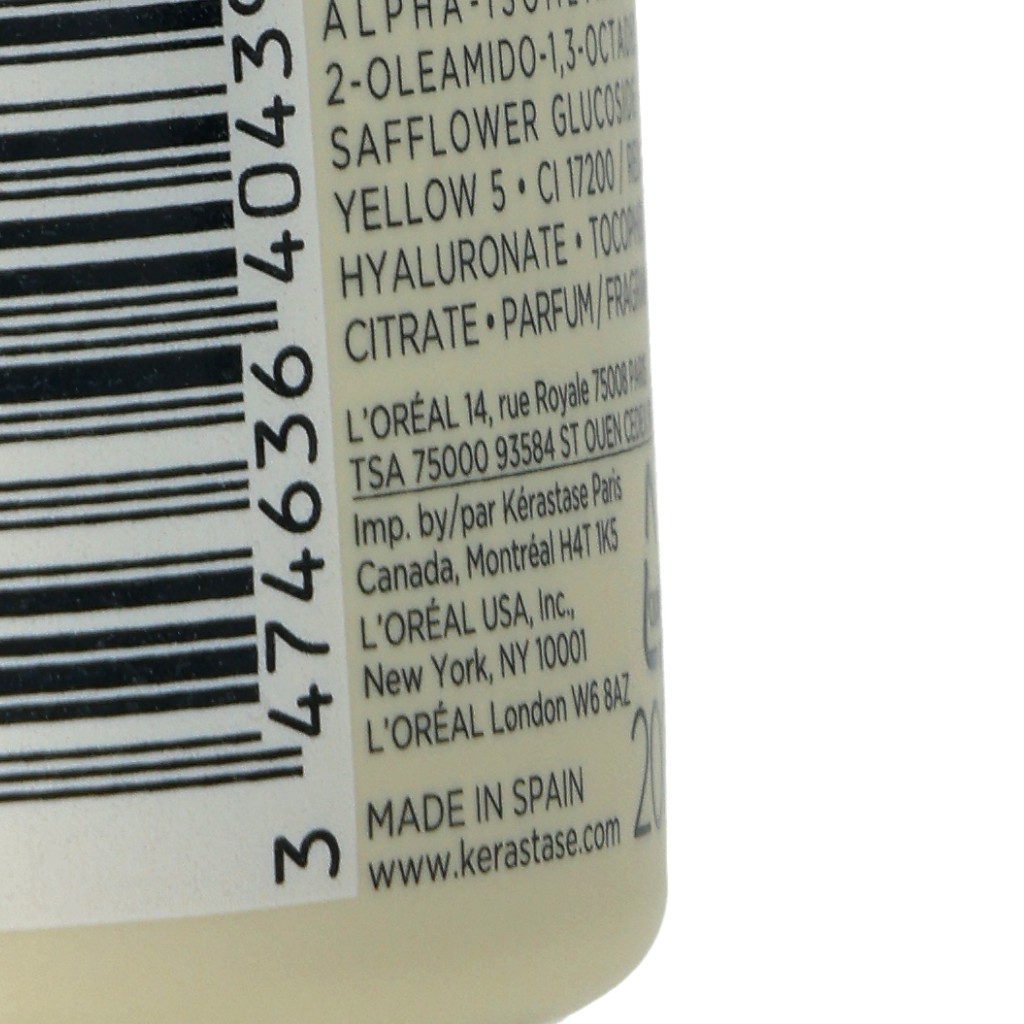 2-OLEAMIDO-1,3-
SAFFLOWER
YELLOW 5 • CI 17200 /
HYALURONATE •
CITRATE • PARFUM/
L'ORÉAL 14, rue Royale 75008
TSA 75000 93584 ST OUEN
Imp. by/par Kérastase Paris
Canada, Montréal H4T 1K5
L'ORÉAL USA, Inc.,
New York, NY 10001
L'ORÉAL London W6 8AZ
MADE IN SPAIN
www.kerastase.com
3 474636 4043